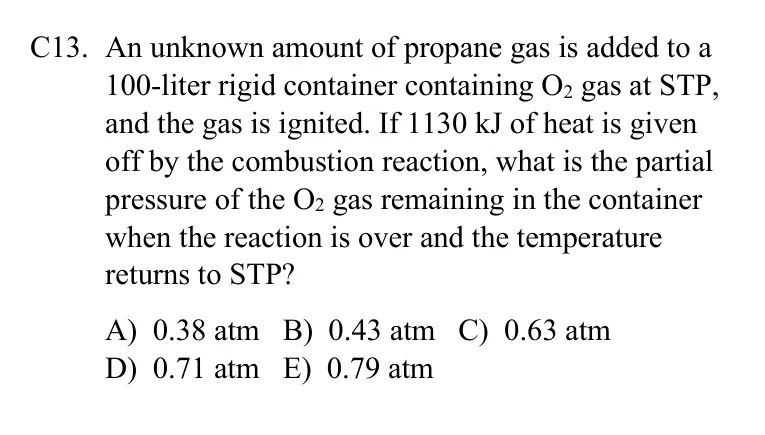 C13. An unknown amount of propane gas is added to a
100-liter rigid container containing O₂ gas at STP,
and the gas is ignited. If 1130 kJ of heat is given
off by the combustion reaction, what is the partial
pressure of the O₂ gas remaining in the container
when the reaction is over and the temperature
returns to STP?
A) 0.38 atm B) 0.43 atm C) 0.63 atm
D) 0.71 atm E) 0.79 atm